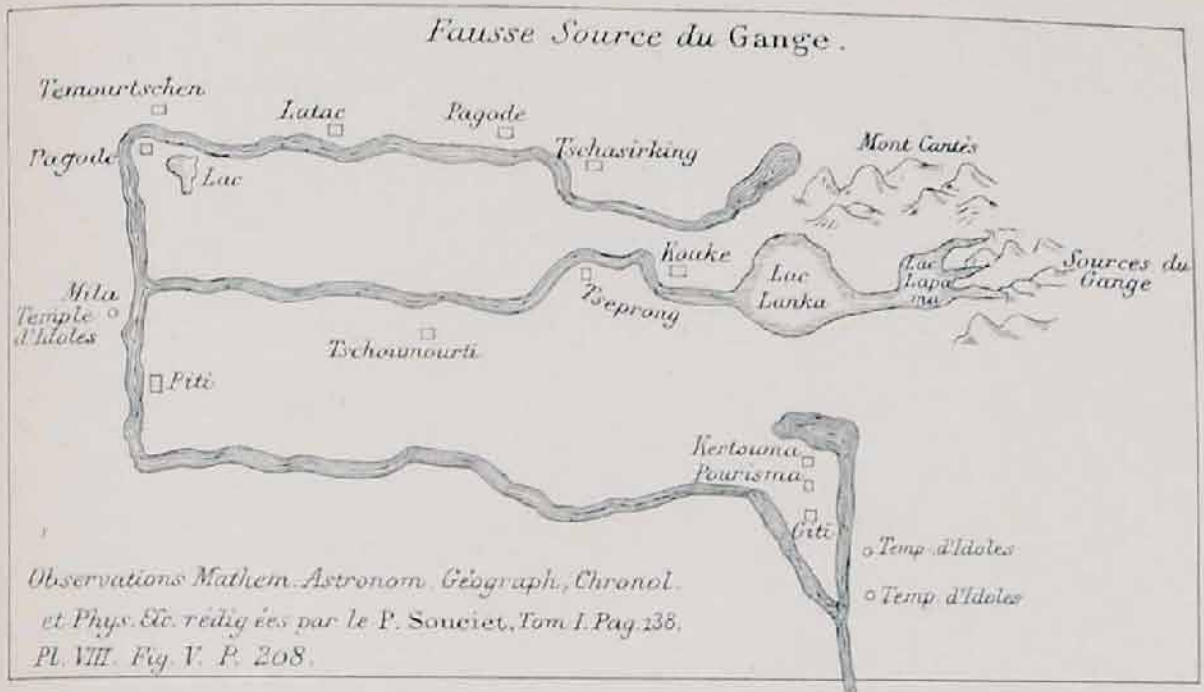 Fausse Source du Gange.
Temourtschen
Latac
Pagode
Pagode
Lac
Tschasirking
Mont Cantès
Kouke
Lac
Lanka
Lac
Lapa
ma
Sources du
Gange
Mila
Temple
d'Idoles
Tseprong
Tschoumourti
Piti
Kertouma
Pourisma
Giti
Temp. d'Idoles
Temp. d'Idoles
Observations Mathem. Astronom. Géograph, Chronol.
et Phys. Etc. rédigées par le P. Souciet, Tom I. Pag. 138.
Pl. VIII. Fig. V. P. 208.